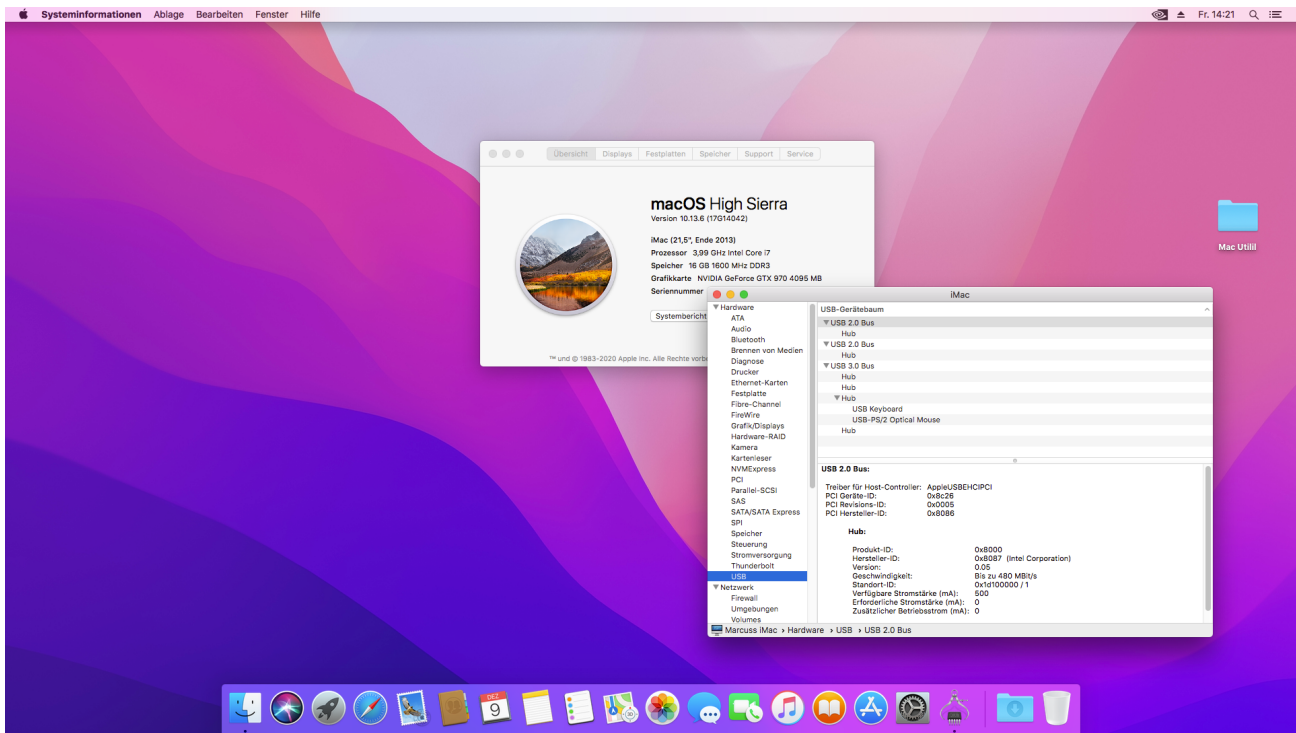 Systeminformationen Ablage Bearbeiten Fenster Hilfe
Fr. 14:21
Übersicht Displays Festplatten Speicher Support Service
macOS High Sierra
Version 10.13.6 (17G14042)
iMac (21,5", Ende 2013)
Prozessor 3,99 GHz Intel Core i7
Speicher 16 GB 1600 MHz DDR3
Grafikkarte NVIDIA GeForce GTX 970 4095 MB
Seriennummer
Systembericht
™ und © 1983-2020 Apple Inc. Alle Rechte vorbe
Mac Utilil
iMac
Hardware
ATA
Audio
Bluetooth
Brennen von Medien
Diagnose
Drucker
Ethernet-Karten
Festplatte
Fibre-Channel
FireWire
Grafik/Displays
Hardware-RAID
Kamera
Kartenleser
NVMExpress
PCI
Parallel-SCSI
SAS
SATA/SATA Express
SPI
Speicher
Steuerung
Stromversorgung
Thunderbolt
USB
Netzwerk
Firewall
Umgebungen
Volumes
USB-Gerätebaum
USB 2.0 Bus
Hub
USB 2.0 Bus
Hub
USB 3.0 Bus
Hub
Hub
Hub
USB Keyboard
USB-PS/2 Optical Mouse
Hub
USB 2.0 Bus:
Treiber für Host-Controller: AppleUSBEHCIPCI
PCI Geräte-ID: 0x8c26
PCI Revisions-ID: 0x0005
PCI Hersteller-ID: 0x8086
Hub:
Produkt-ID: 0x8000
Hersteller-ID: 0x8087 (Intel Corporation)
Version: 0.05
Geschwindigkeit: Bis zu 480 MBit/s
Standort-ID: 0x1d100000 / 1
Verfügbare Stromstärke (mA): 500
Erforderliche Stromstärke (mA): 0
Zusätzlicher Betriebsstrom (mA): 0
Marcuss iMac › Hardware › USB › USB 2.0 Bus
DEZ
9